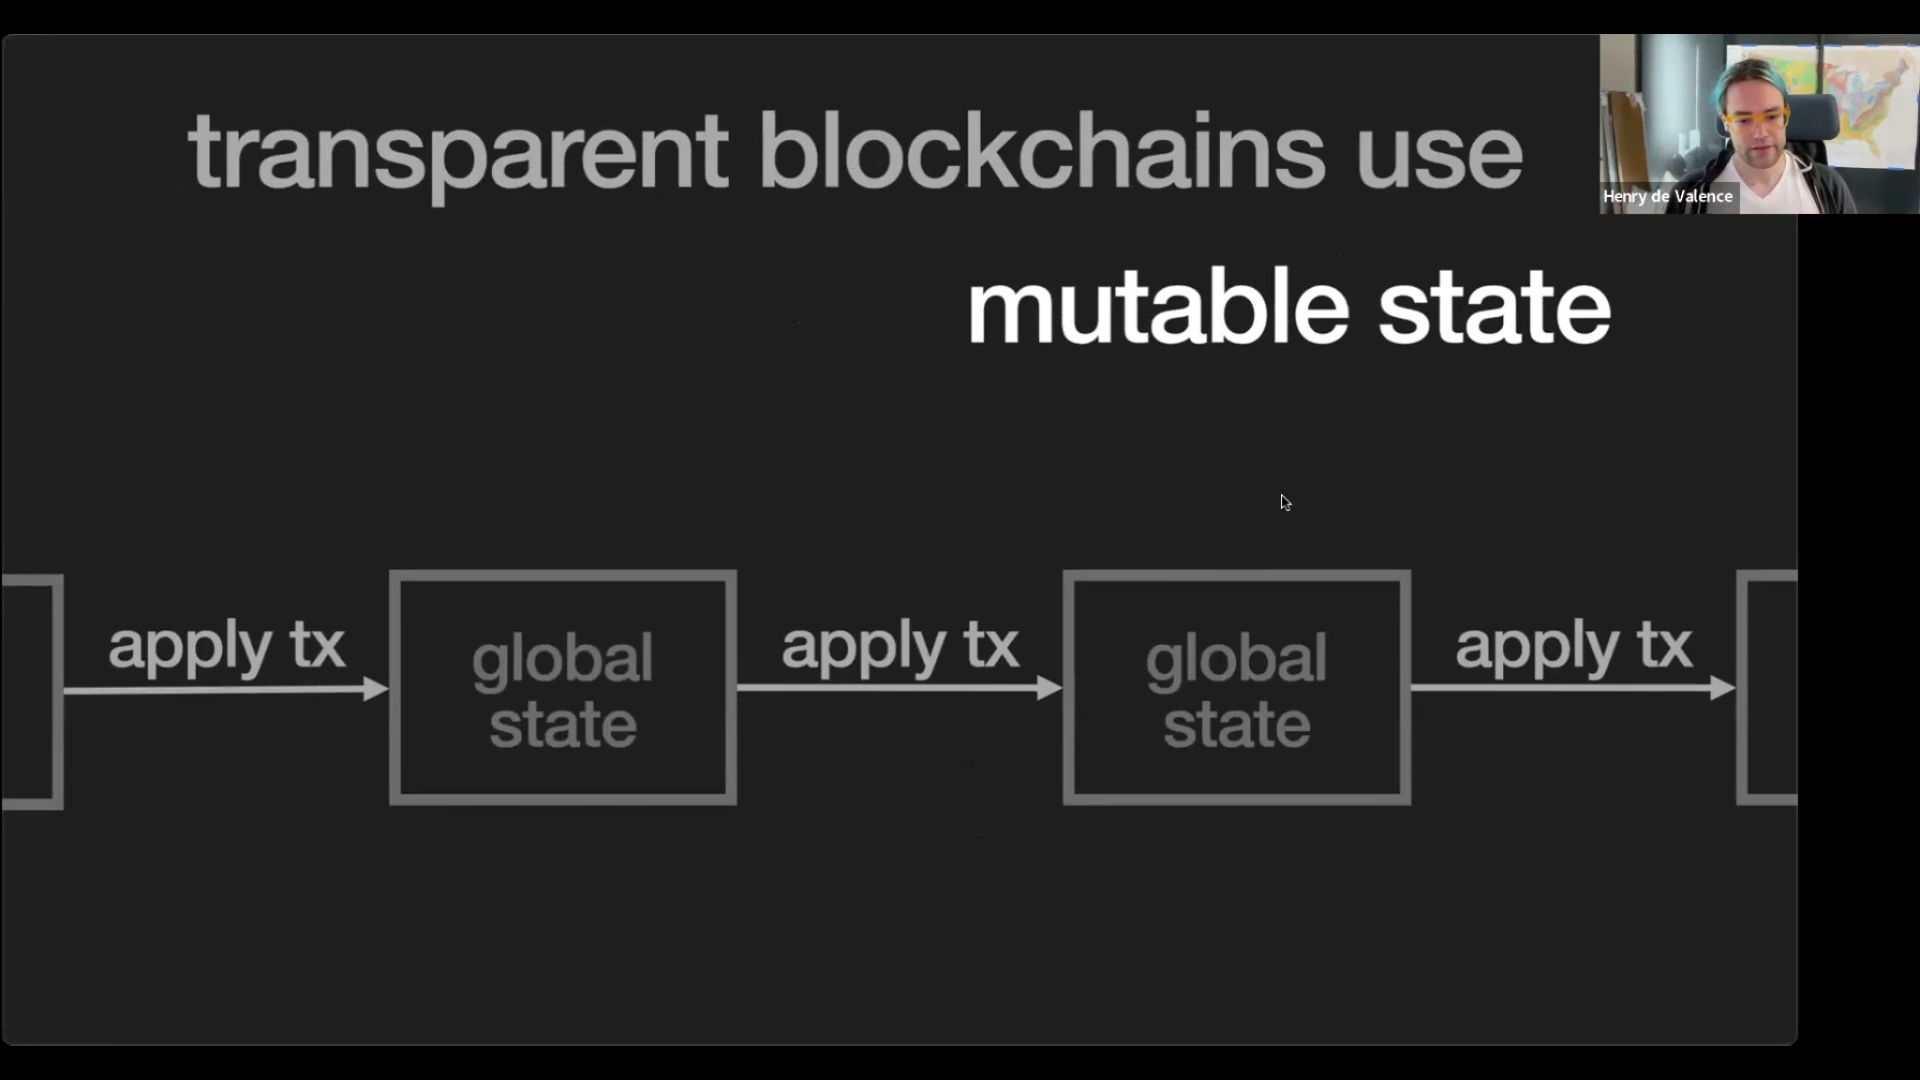 transparent blockchains use
mutable state
Henry de Valence
apply tx
global
state
apply tx
global
state
apply tx